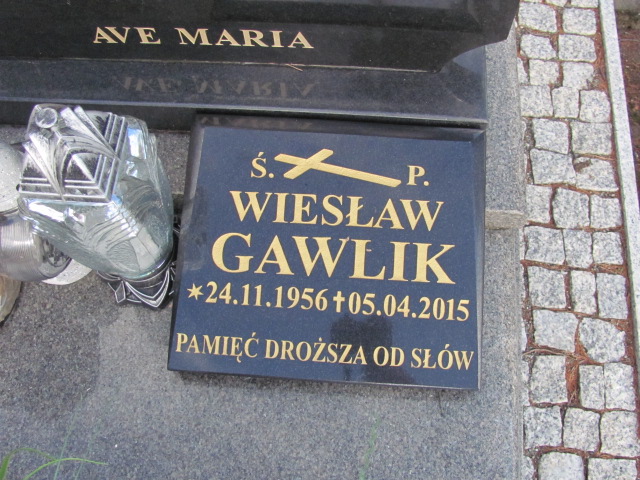 AVE MARIA
Ś. P.
WIESŁAW
GAWLIK
✶24.11.1956✝05.04.2015
PAMIĘĆ DROŻSZA OD SŁÓW